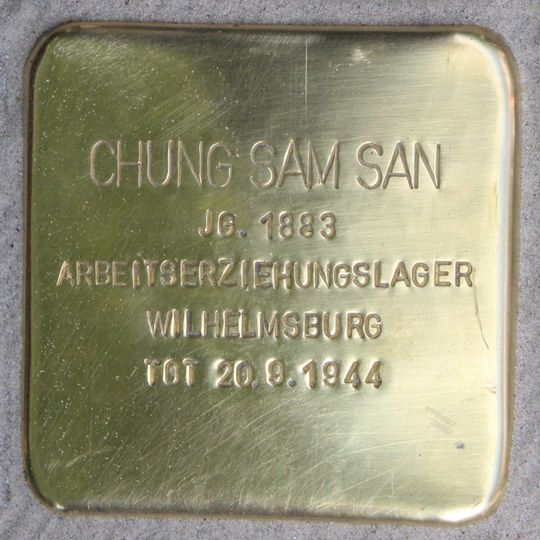 CHUNG SAM SAN
JG. 1883
ARBEITSERZIEHUNGSLAGER
WILHELMSBURG
TOT 20.9.1944